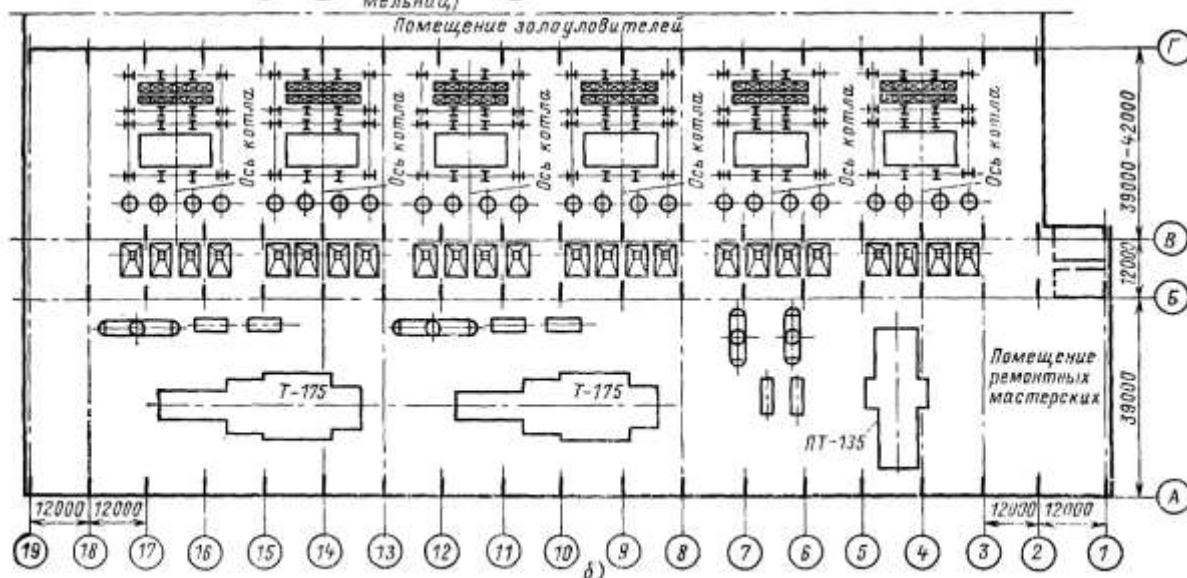 Мельниц)
Помещение золоуловителей
Г
Ось котла
Ось котла
Ось котла
Ось котла
Ось котла
Ось котла
39000-42000
В
12000
Б
Т-175
Т-175
ПТ-135
Помещение
ремонтных
мастерских
39000
А
12000
12000
12000
12000
19
18
17
16
15
14
13
12
11
10
9
8
7
6
5
4
3
2
1
б)